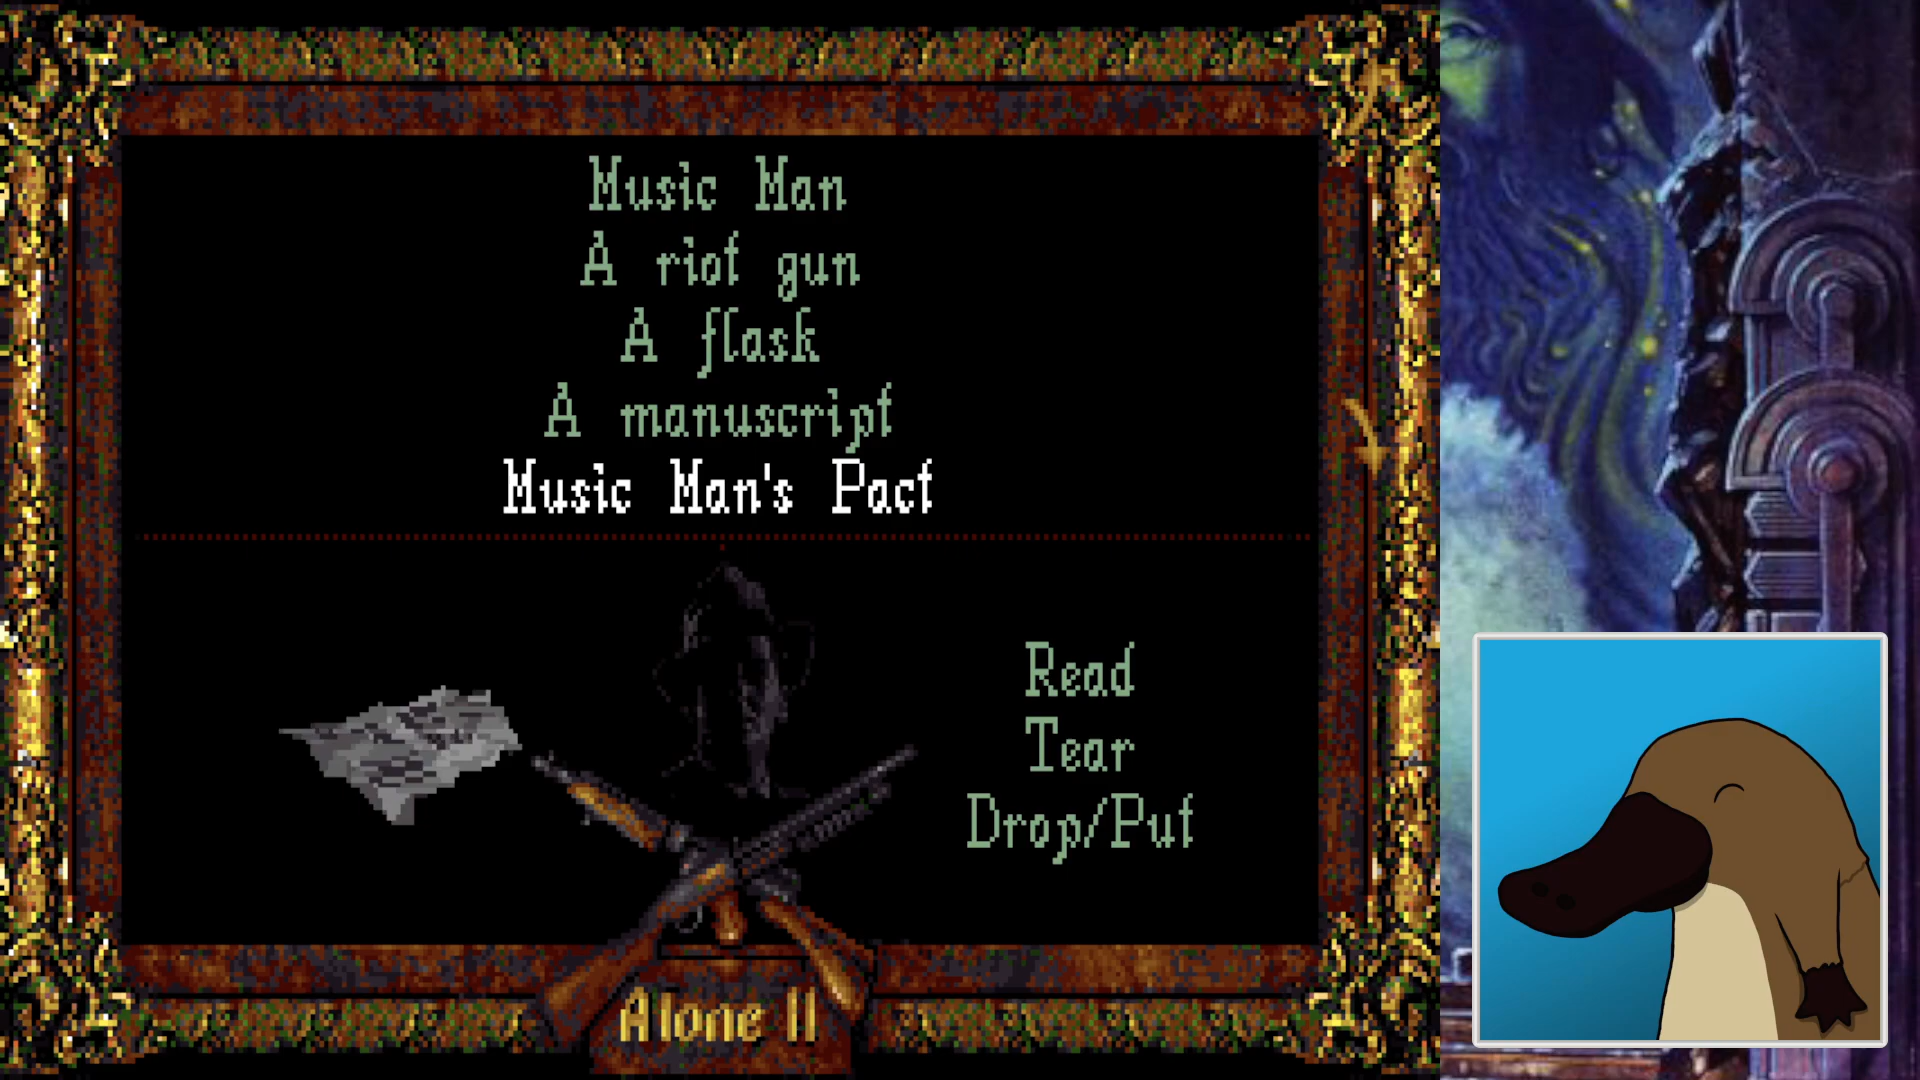 Music Man
A riot gun
A flask
A manuscript
Music Man's Pact
Read
Tear
Drop/Put
Alone II